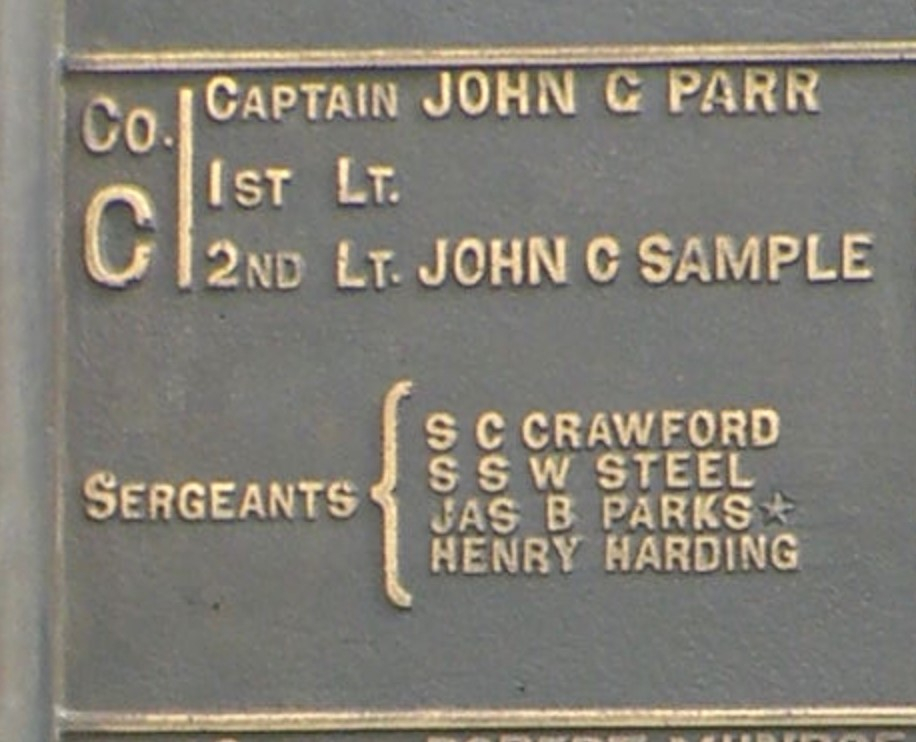 Co. C
CAPTAIN JOHN G PARR
1ST LT.
2ND LT. JOHN C SAMPLE
SERGEANTS
S C CRAWFORD
S S W STEEL
JAS B PARKS★
HENRY HARDING